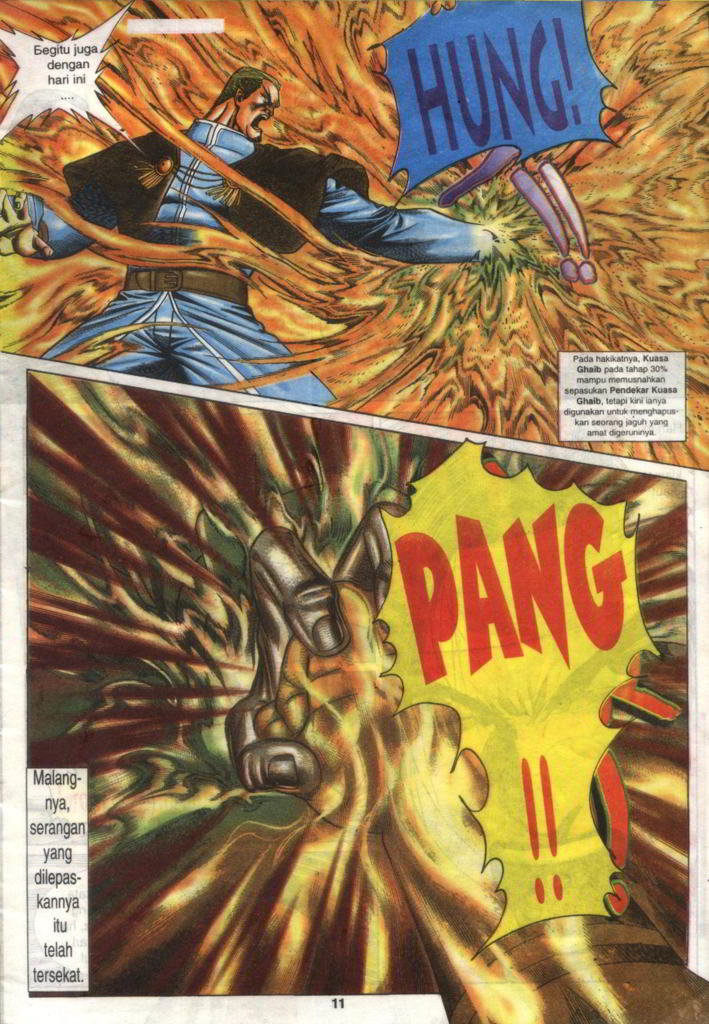 Begitu juga
dengan
hari ini
....
HUNG!
Pada hakikatnya, Kuasa
Ghaib pada tahap 30%
mampu memusnahkan
sepasukan Pendekar Kuasa
Ghaib, tetapi kini ianya
digunakan untuk menghapus-
kan seorang jaguh yang
amat digeruninya.
PANG
!!
Malang-
nya,
serangan
yang
dilepas-
kannya
itu
telah
tersekat.
11